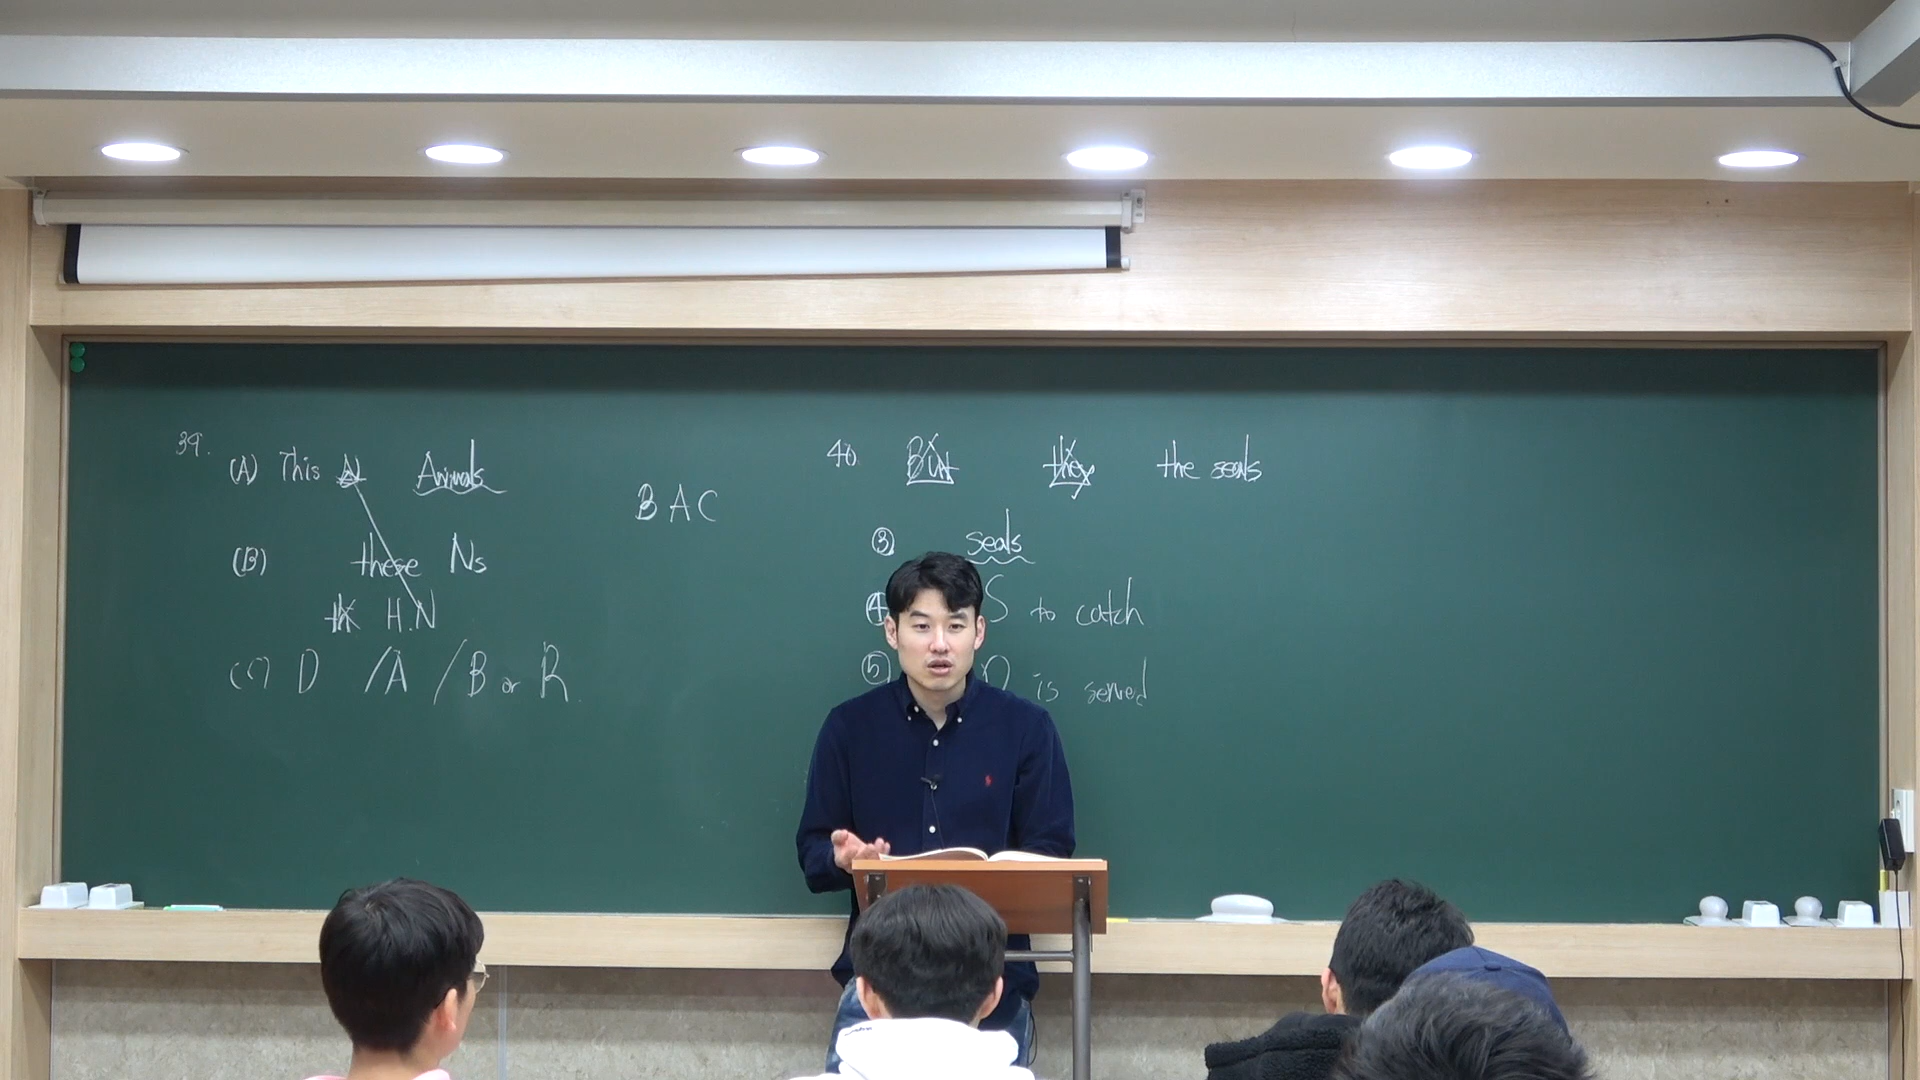 39.
(A) This N Animals
(B) these Ns
H.N
(C) D /A /B or R.
B A C
40. But they the seals
③ seals
④ S to catch
⑤ is served